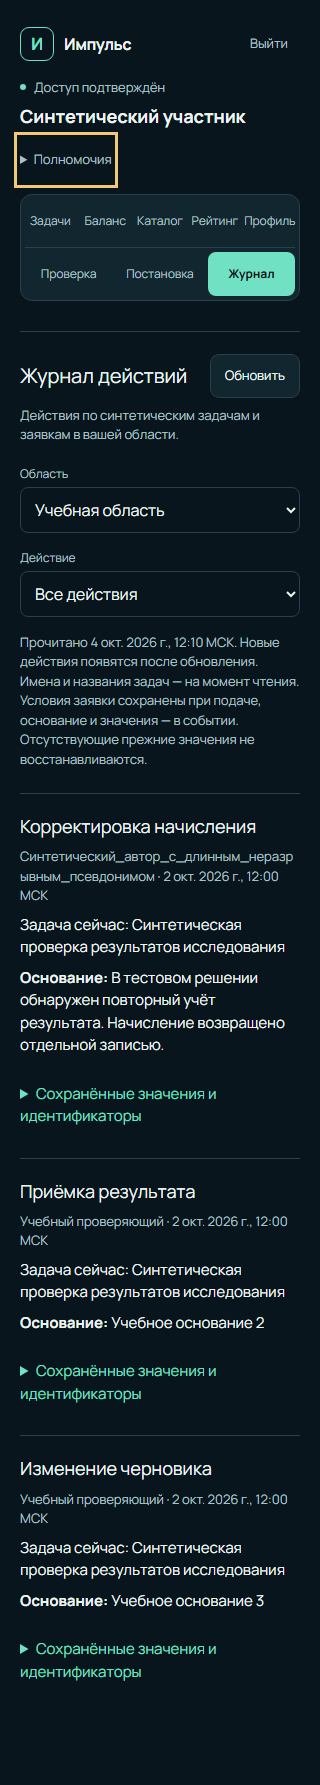 И Импульс Выйти
Доступ подтверждён
Синтетический участник
Полномочия
Задачи Баланс Каталог Рейтинг Профиль
Проверка Постановка Журнал
Журнал действий Обновить
Действия по синтетическим задачам и
заявкам в вашей области.
Область
Учебная область
Действие
Все действия
Прочитано 4 окт. 2026 г., 12:10 МСК. Новые
действия появятся после обновления.
Имена и названия задач — на момент чтения.
Условия заявки сохранены при подаче,
основание и значения — в событии.
Отсутствующие прежние значения не
восстанавливаются.
Корректировка начисления
Синтетический_автор_с_длинным_неразр
ывным_псевдонимом · 2 окт. 2026 г., 12:00
МСК
Задача сейчас: Синтетическая
проверка результатов исследования
Основание: В тестовом решении
обнаружен повторный учёт
результата. Начисление возвращено
отдельной записью.
Сохранённые значения и
идентификаторы
Приёмка результата
Учебный проверяющий · 2 окт. 2026 г., 12:00
МСК
Задача сейчас: Синтетическая
проверка результатов исследования
Основание: Учебное основание 2
Сохранённые значения и
идентификаторы
Изменение черновика
Учебный проверяющий · 2 окт. 2026 г., 12:00
МСК
Задача сейчас: Синтетическая
проверка результатов исследования
Основание: Учебное основание 3
Сохранённые значения и
идентификаторы